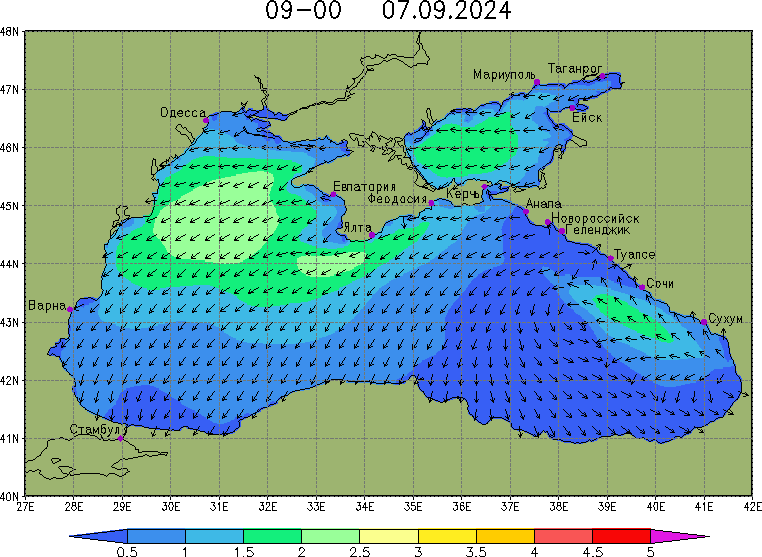 09-00 07.09.2024
48N
47N
46N
45N
44N
43N
42N
41N
40N
Таганрог
Мариуполь
Ейск
Одесса
Евпатория
Керчь
Феодосия
Анапа
Новороссийск
Ялта
Геленджик
Туапсе
Сочи
Варна
Сухум
Стамбул
27E 28E 29E 30E 31E 32E 33E 34E 35E 36E 37E 38E 39E 40E 41E 42E
0.5 1 1.5 2 2.5 3 3.5 4 4.5 5